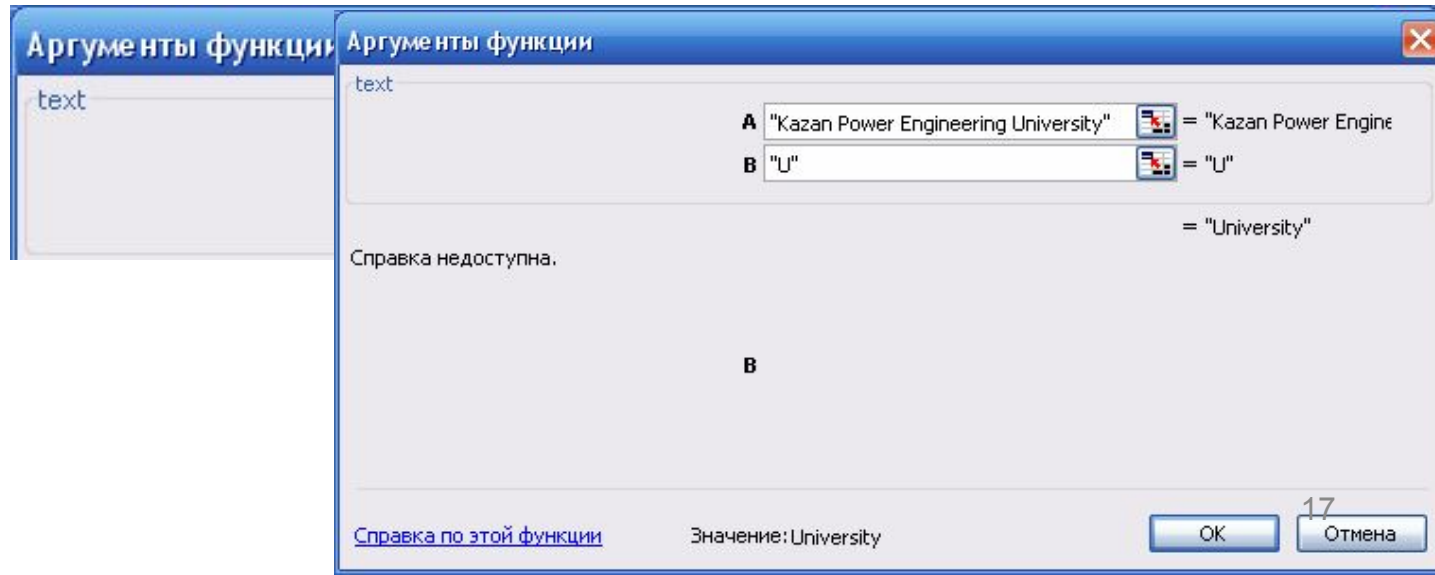 Аргументы функции
text
Аргументы функции
text
A "Kazan Power Engineering University" = "Kazan Power Engine
B "U" = "U"
= "University"
Справка недоступна.
B
17
Справка по этой функции Значение: University ОК Отмена